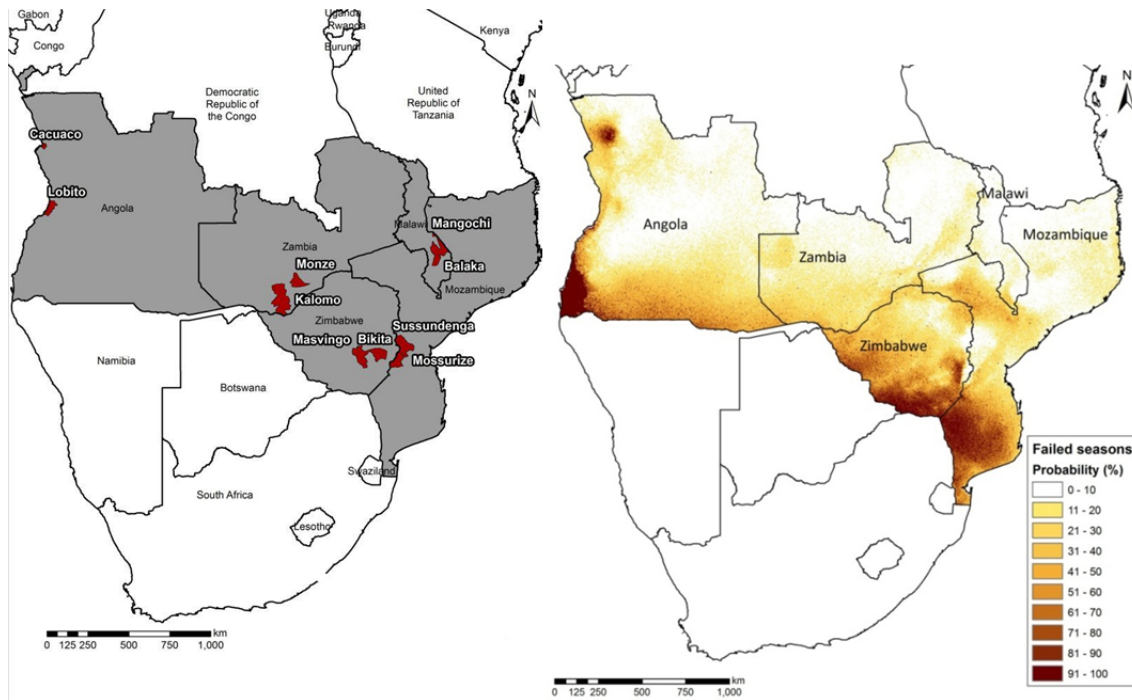 Gabon
Congo
Uganda
Rwanda
Burundi
Kenya
Democratic
Republic of
the Congo
United
Republic of
Tanzania
N
Cacuaco
Lobito
Angola
Zambia
Malawi
Mangochi
Monze
Balaka
Mozambique
Kalomo
Zimbabwe
Sussundenga
Masvingo
Bikita
Mossurize
Namibia
Botswana
Swaziland
South Africa
Lesotho
km
0 125 250 500 750 1,000
N
Malawi
Angola
Mozambique
Zambia
Zimbabwe
Failed seasons
Probability (%)
0 - 10
11 - 20
21 - 30
31 - 40
41 - 50
51 - 60
61 - 70
71 - 80
81 - 90
91 - 100
km
0 125 250 500 750 1,000